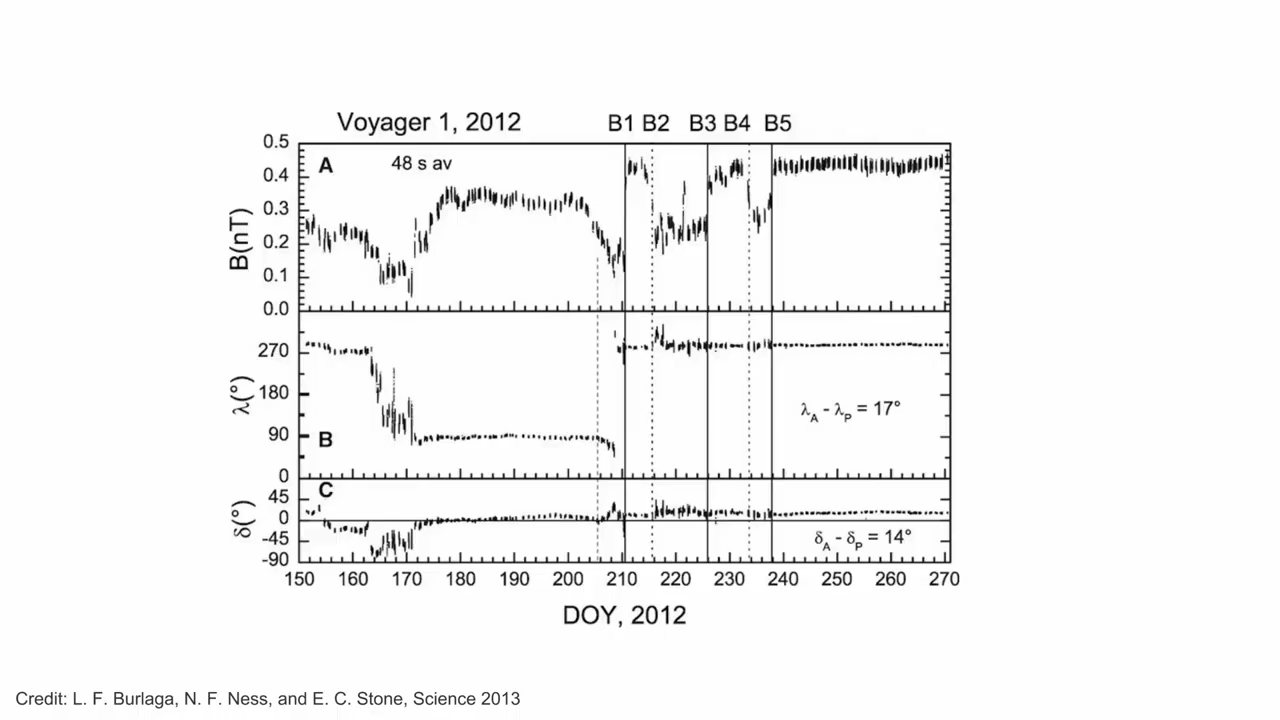 Voyager 1, 2012 B1 B2 B3 B4 B5
A 48 s av
B(nT)
0.5
0.4
0.3
0.2
0.1
0.0
λ(°)
270
180
90
0
B
λA - λP = 17°
C
δ(°)
45
0
-45
-90
δA - δP = 14°
150 160 170 180 190 200 210 220 230 240 250 260 270
DOY, 2012
Credit: L. F. Burlaga, N. F. Ness, and E. C. Stone, Science 2013